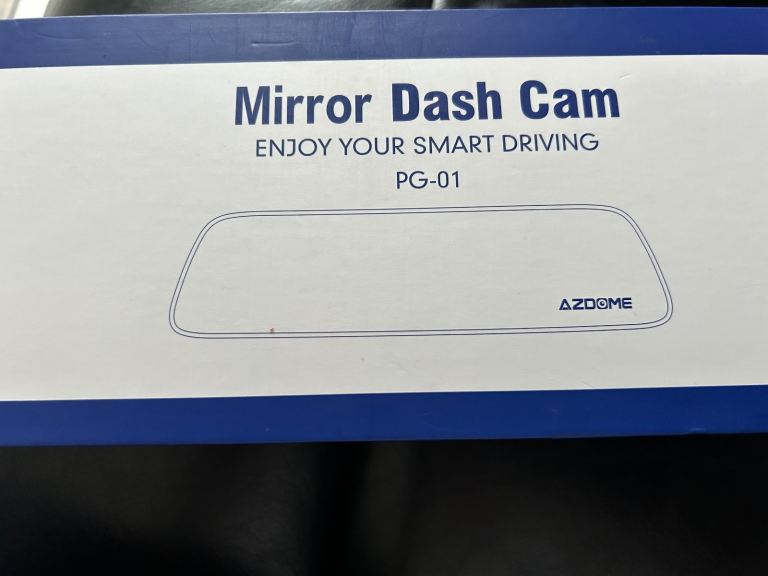 Mirror Dash Cam
ENJOY YOUR SMART DRIVING
PG-01
AZDOME